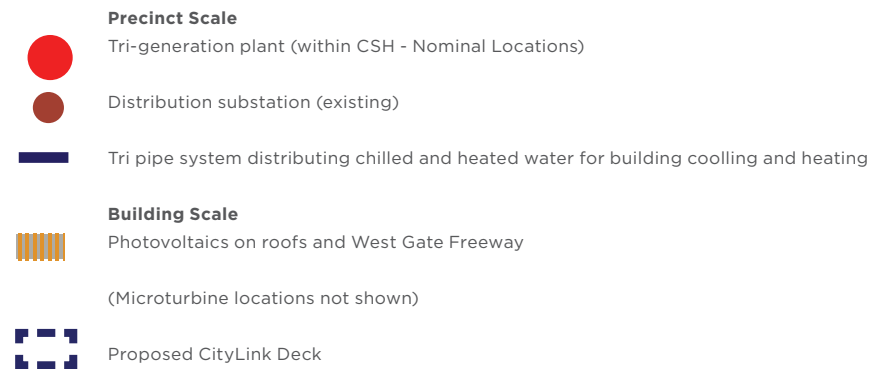 Precinct Scale
Tri-generation plant (within CSH - Nominal Locations)
Distribution substation (existing)
Tri pipe system distributing chilled and heated water for building coolling and heating
Building Scale
Photovoltaics on roofs and West Gate Freeway
(Microturbine locations not shown)
Proposed CityLink Deck